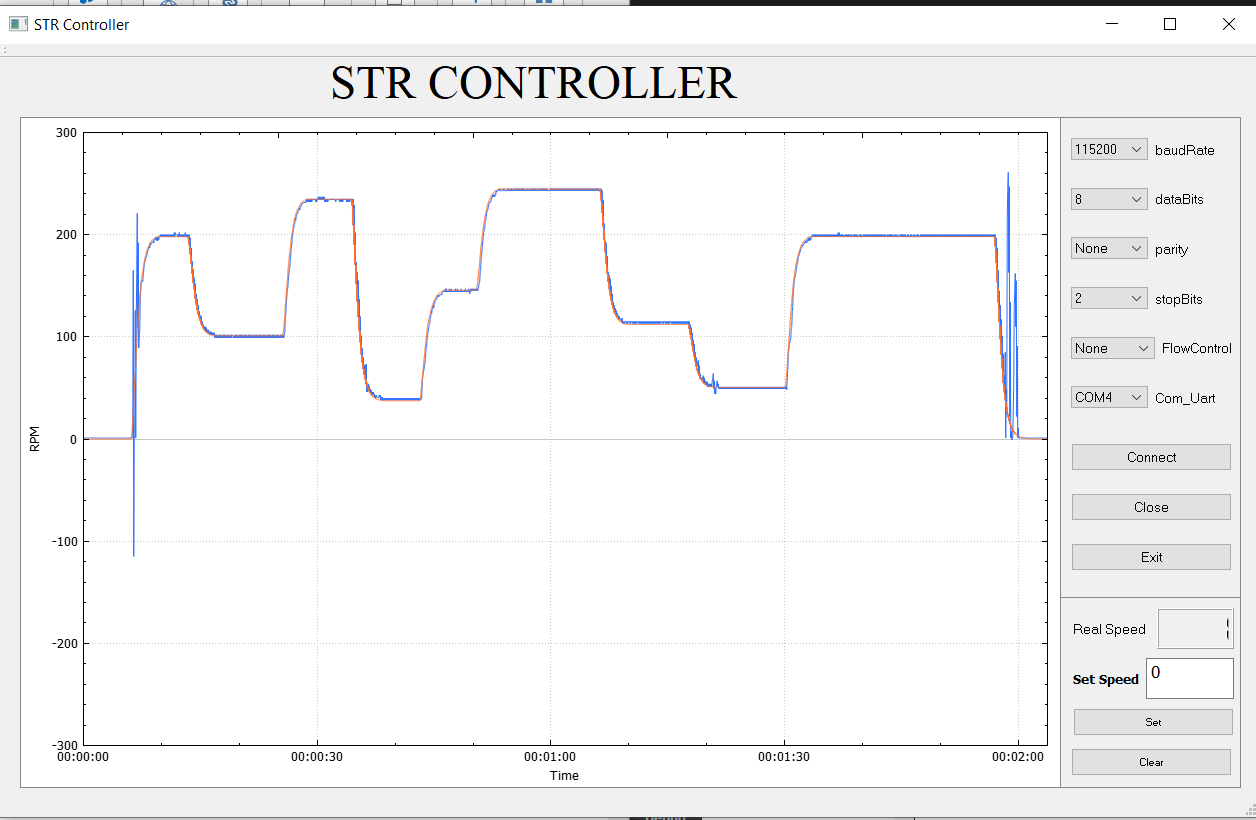 STR Controller
STR CONTROLLER
300
200
100
0
-100
-200
-300
RPM
00:00:00 00:00:30 00:01:00 00:01:30 00:02:00
Time
115200 baudRate
8 dataBits
None parity
2 stopBits
None FlowControl
COM4 Com_Uart
Connect
Close
Exit
Real Speed
Set Speed 0
Set
Clear